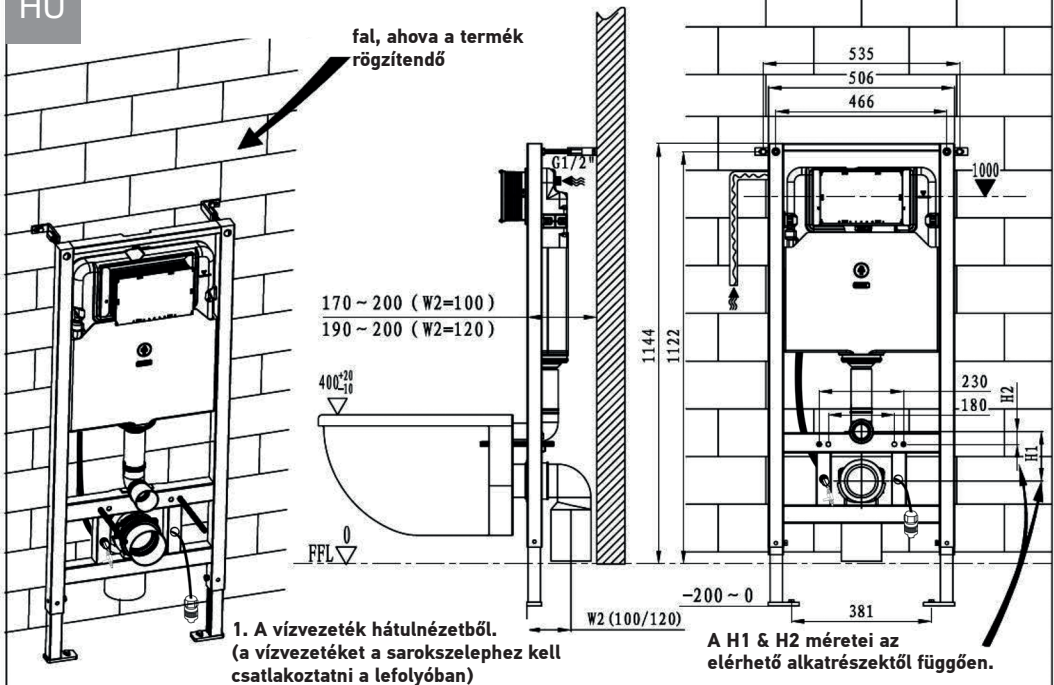 HU
fal, ahova a termék
rögzítendő
535
506
466
G1/2"
1000
170 ~ 200 ( W2=100 )
190 ~ 200 ( W2=120 )
1144
1122
400 +20 -10
230
H2
180
H1
0
FFL
-200 ~ 0
W2 (100/120)
381
1. A vízvezeték hátulnézetből.
(a vízvezetéket a sarokszelephez kell
csatlakoztatni a lefolyóban)
A H1 & H2 méretei az
elérhető alkatrészektől függően.